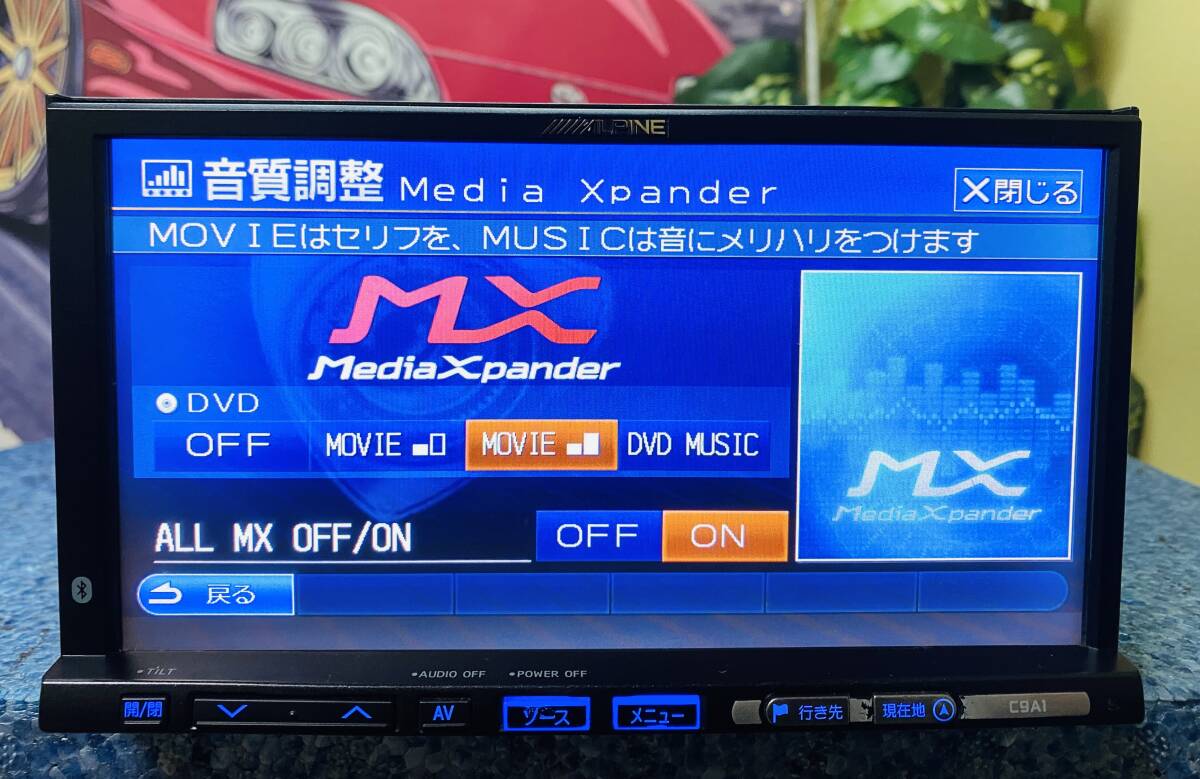 ALPINE
音質調整 Media Xpander
×閉じる
MOVIEはセリフを、MUSICは音にメリハリをつけます
MX
MediaXpander
DVD
OFF MOVIE MOVIE DVD MUSIC
MX
MediaXpander
ALL MX OFF/ON OFF ON
戻る
TILT
AUDIO OFF POWER OFF
開/閉 AV ソース メニュー 行き先 現在地 C9A1